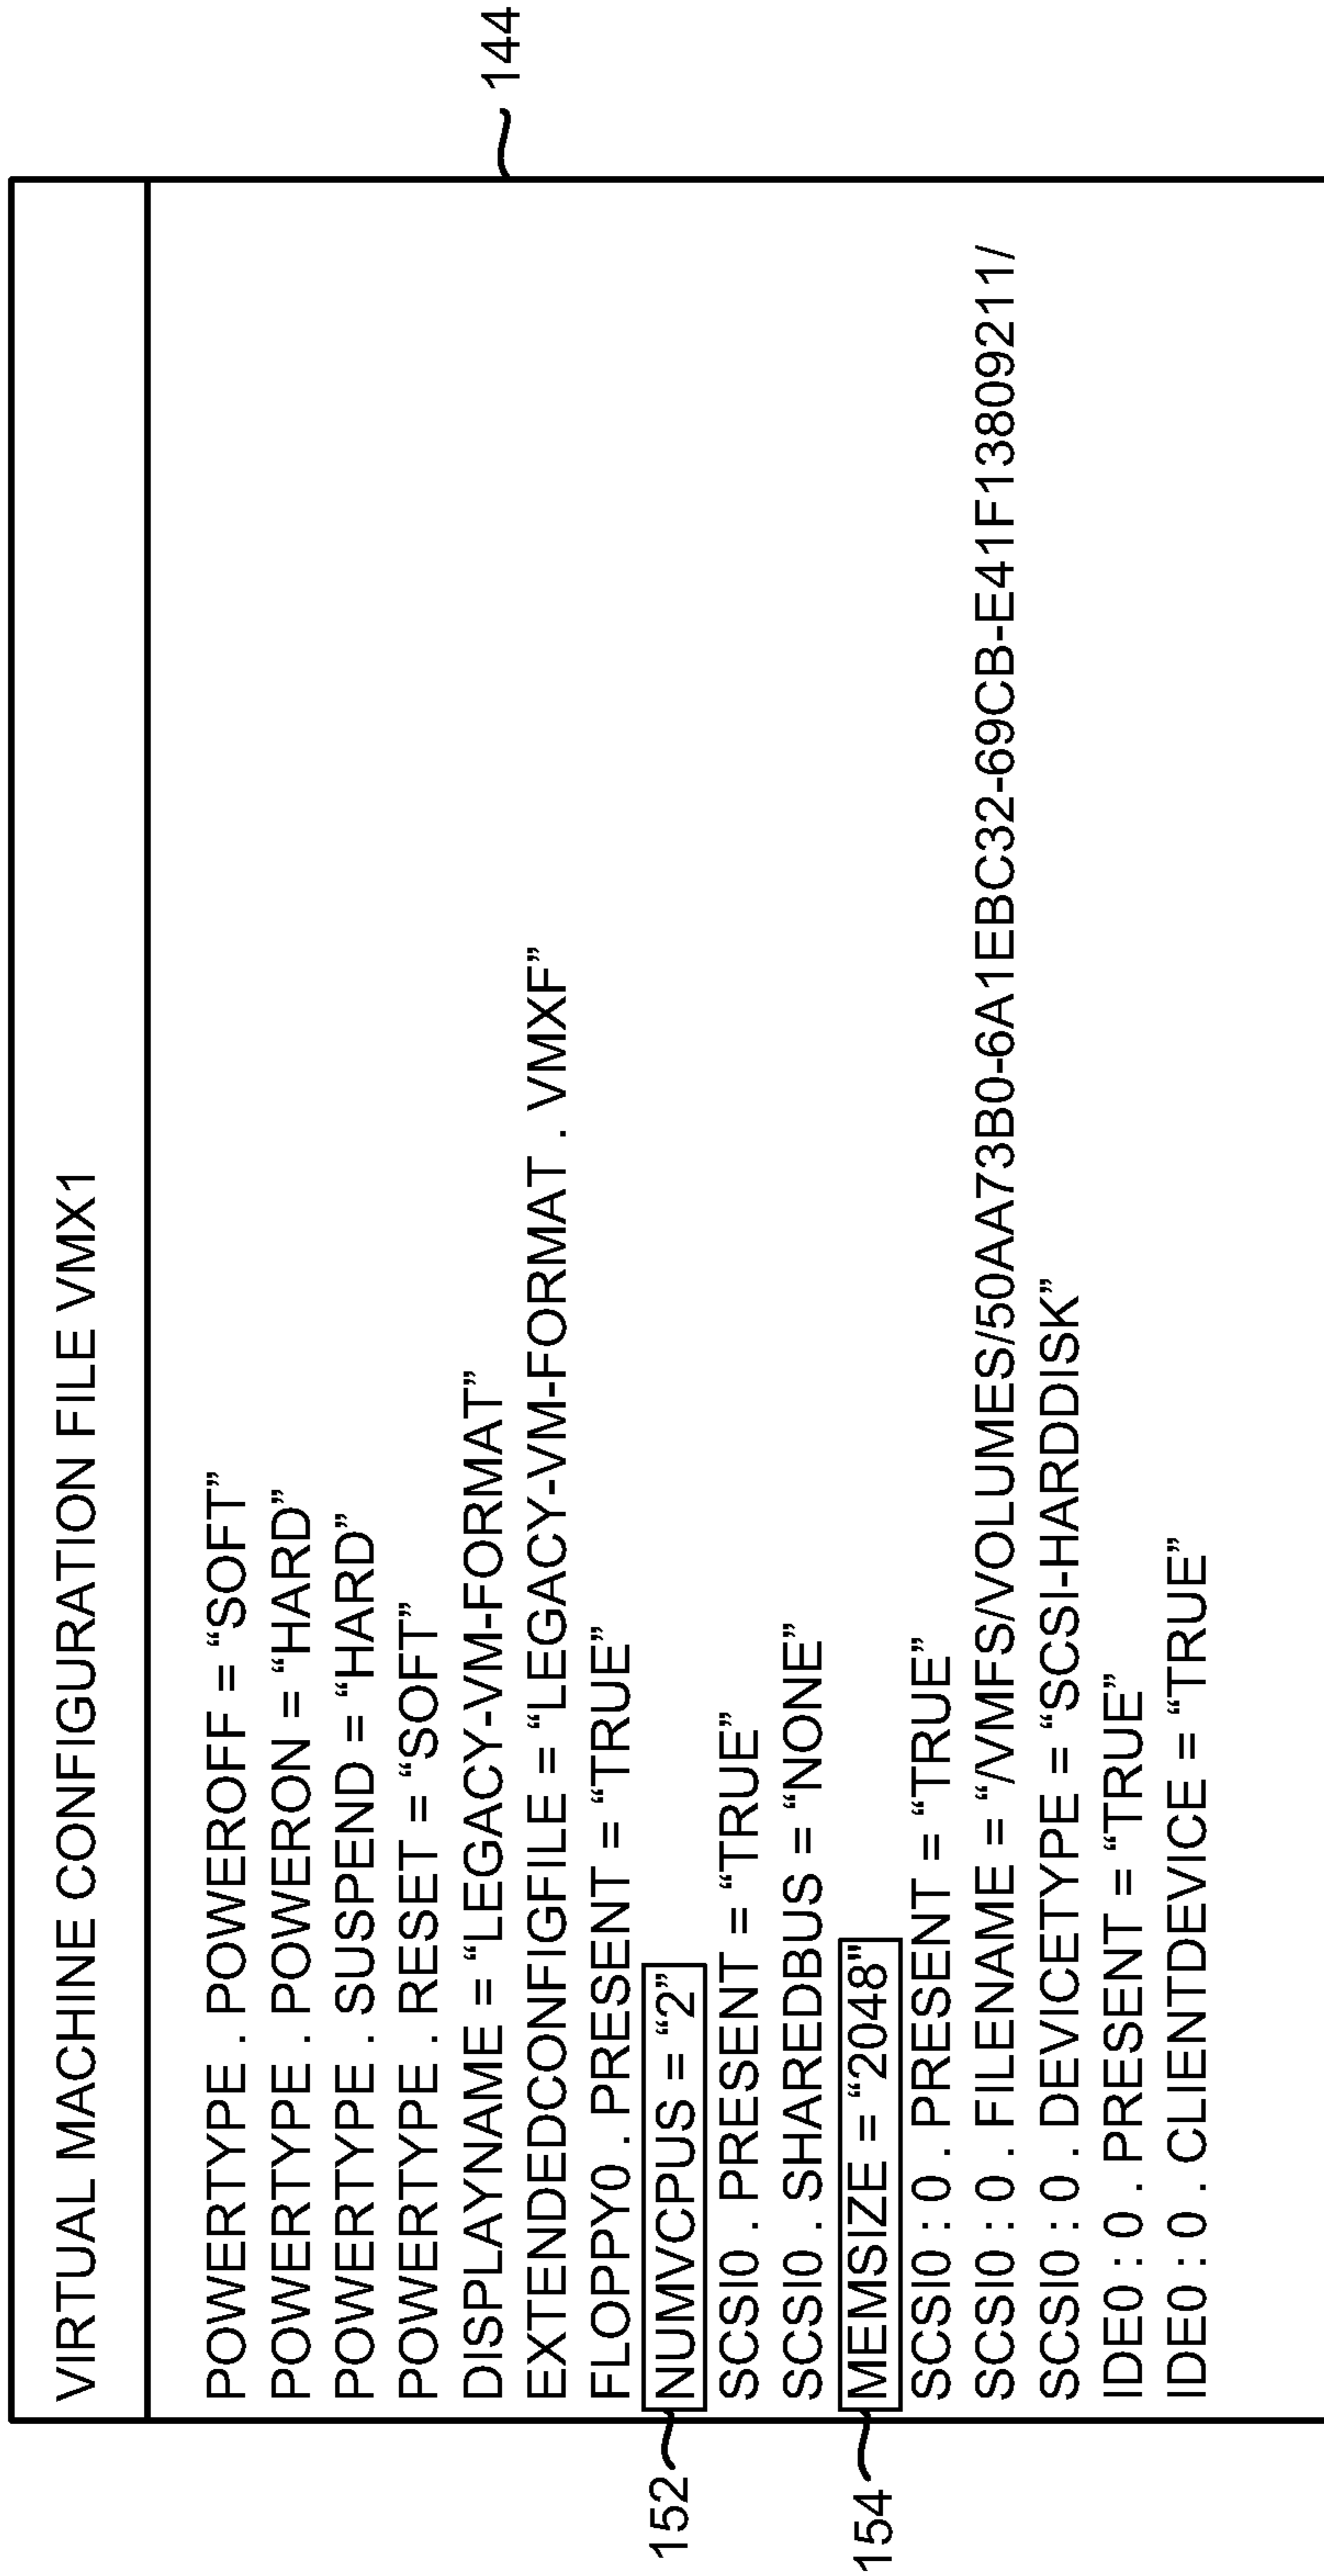 VIRTUAL MACHINE CONFIGURATION FILE VMX1
144
POWERTYPE . POWEROFF = “SOFT”
POWERTYPE . POWERON = “HARD”
POWERTYPE . SUSPEND = “HARD”
POWERTYPE . RESET = “SOFT”
DISPLAYNAME = “LEGACY-VM-FORMAT”
EXTENDEDCONFIGFILE = “LEGACY-VM-FORMAT . VMXF”
FLOPPY0 . PRESENT = “TRUE”
152 NUMVCPUS = “2”
SCSI0 . PRESENT = “TRUE”
SCSI0 . SHAREDBUS = “NONE”
154 MEMSIZE = “2048”
SCSI0 : 0 . PRESENT = “TRUE”
SCSI0 : 0 . FILENAME = “/VMFS/VOLUMES/50AA73B0-6A1EBC32-69CB-E41F13809211/
SCSI0 : 0 . DEVICETYPE = “SCSI-HARDDISK”
IDE0 : 0 . PRESENT = “TRUE”
IDE0 : 0 . CLIENTDEVICE = “TRUE”